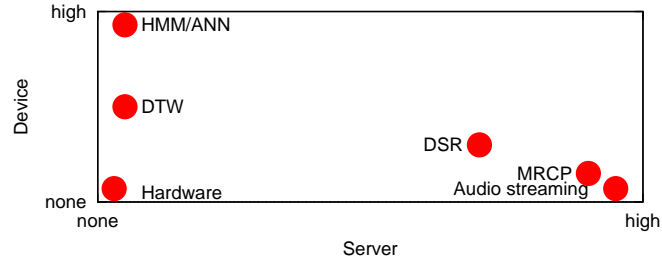 high
HMM/ANN
Device
DTW
DSR
MRCP
Hardware
Audio streaming
none
none
high
Server